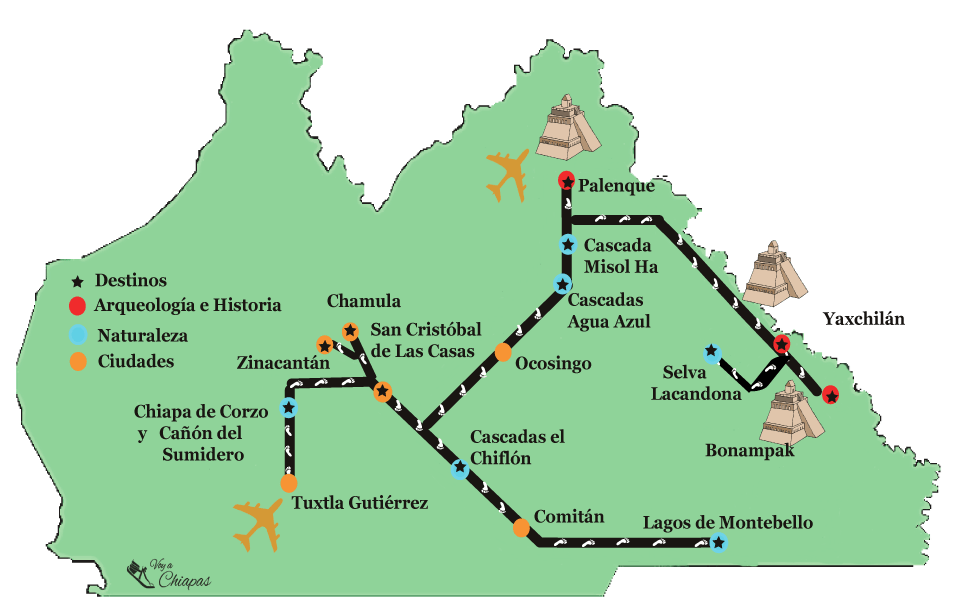 Palenque
Cascada
Misol Ha
Destinos
Arqueología e Historia
Naturaleza
Ciudades
Chamula
San Cristóbal
de Las Casas
Zinacantán
Cascadas
Agua Azul
Yaxchilán
Ocosingo
Selva
Lacandona
Chiapa de Corzo
y Cañón del
Sumidero
Cascadas el
Chiflón
Bonampak
Tuxtla Gutiérrez
Comitán
Lagos de Montebello
Voy a
Chiapas